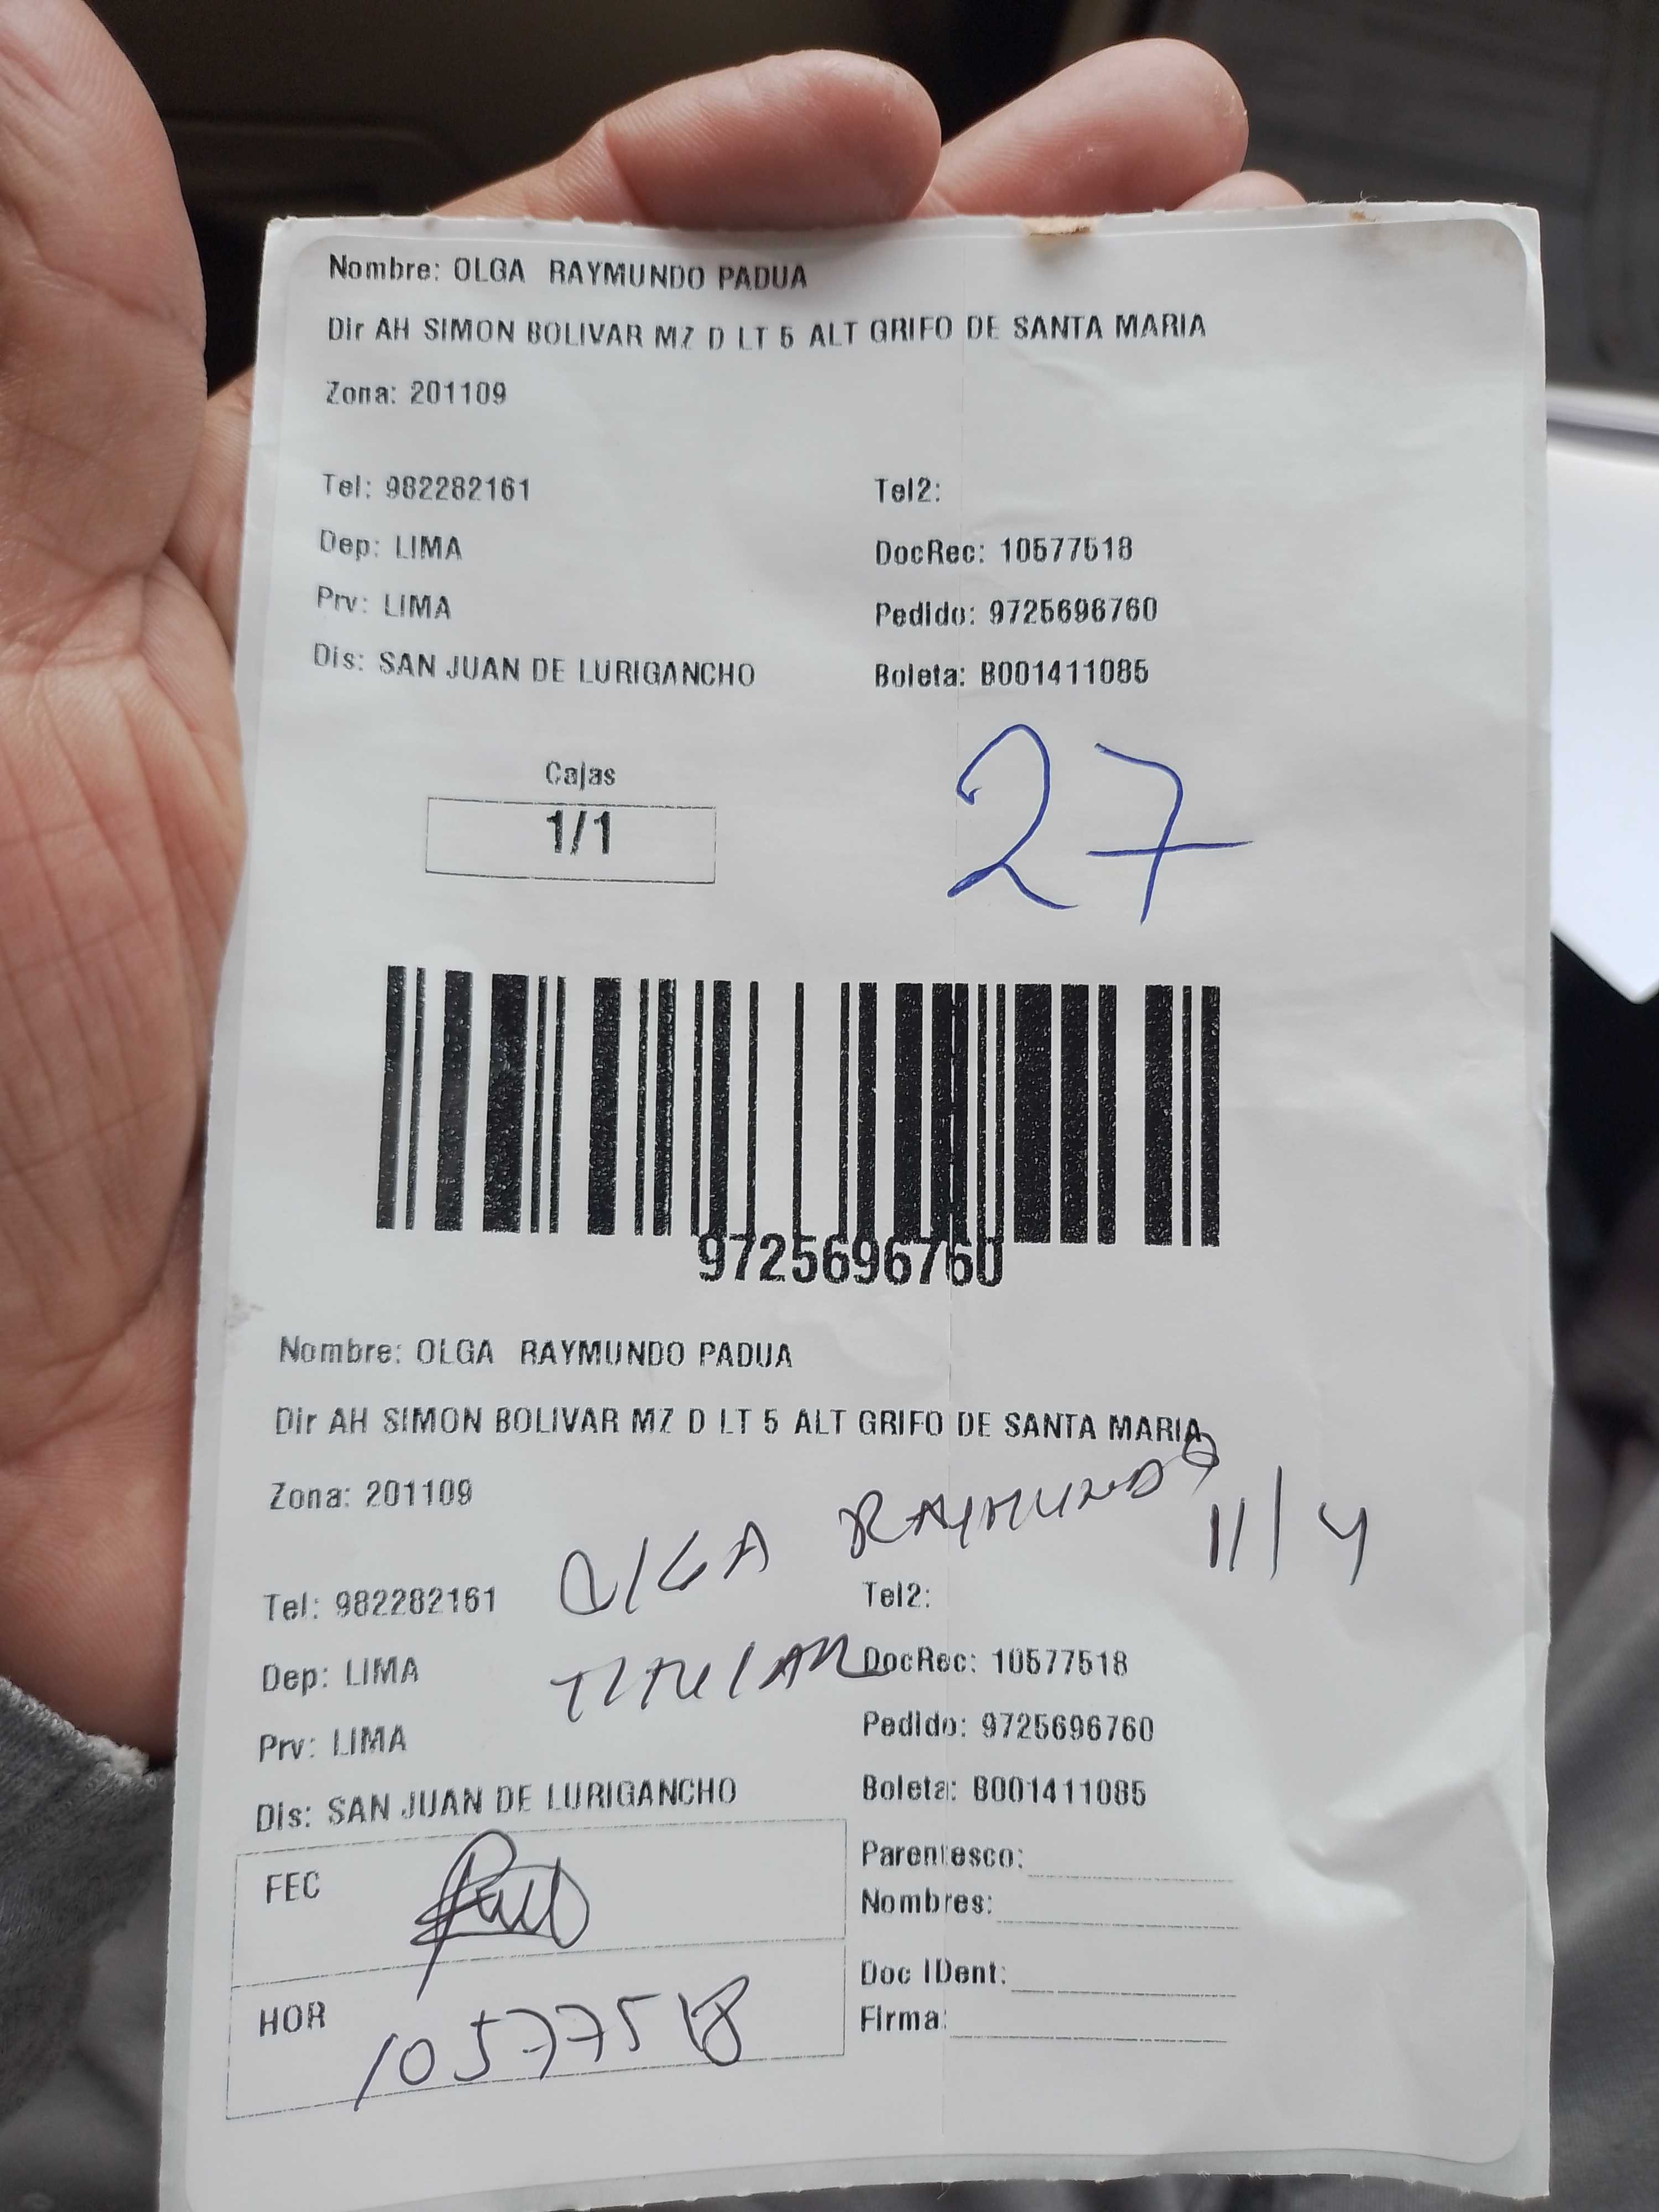 Nombre: OLGA RAYMUNDO PADUA
Dir AH SIMON BOLIVAR MZ D LT 5 ALT GRIFO DE SANTA MARIA
Zona: 201109
Tel: 982282161 Tel2:
Dep: LIMA DocRec: 10577518
Prv: LIMA Pedido: 9725696760
Dis: SAN JUAN DE LURIGANCHO Boleta: B001411085
Cajas
1/1
27
9725696760
Nombre: OLGA RAYMUNDO PADUA
Dir AH SIMON BOLIVAR MZ D LT 5 ALT GRIFO DE SANTA MARIA
Zona: 201109
OLGA RAYMUNDO 11/4
Tel: 982282161 Tel2:
TITULAR
Dep: LIMA DocRec: 10577518
Prv: LIMA Pedido: 9725696760
Dis: SAN JUAN DE LURIGANCHO Boleta: B001411085
FEC
Parentesco:
Nombres:
HOR 10577518
Doc IDent:
Firma: